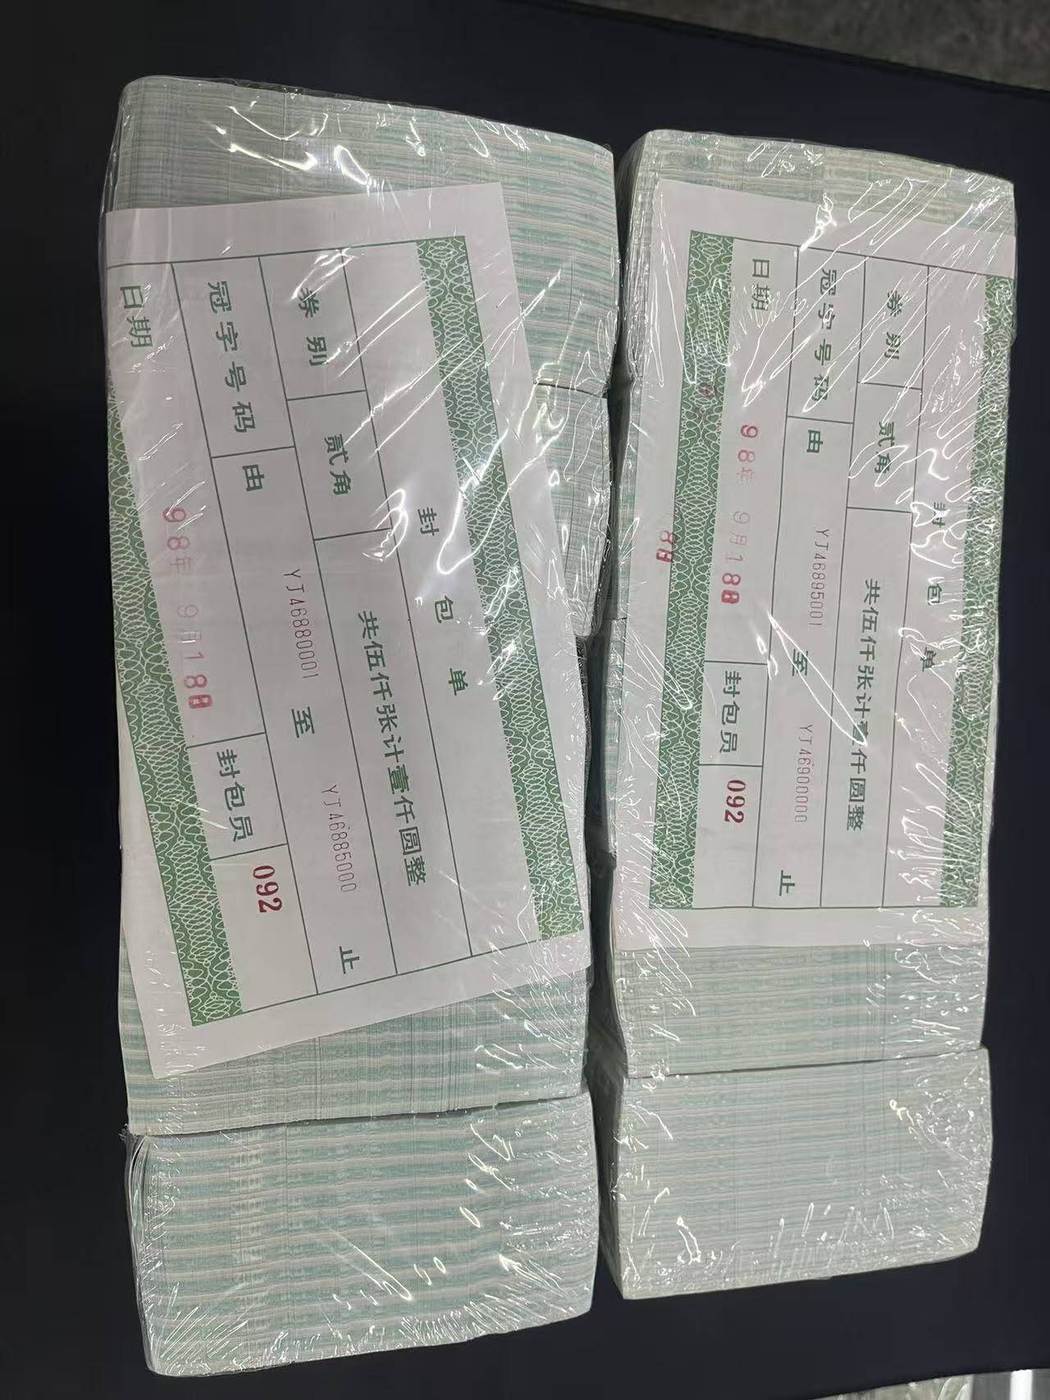 封包单
券别 贰角 共伍仟张计壹仟圆整
冠字号码 由 YJ46880001 至 YJ46885000 止
日期 98年 9月18日 封包员 092
封包单
券别 贰角 共伍仟张计壹仟圆整
冠字号码 由 YJ46895001 至 YJ46900000 止
日期 98年 9月18日 封包员 092